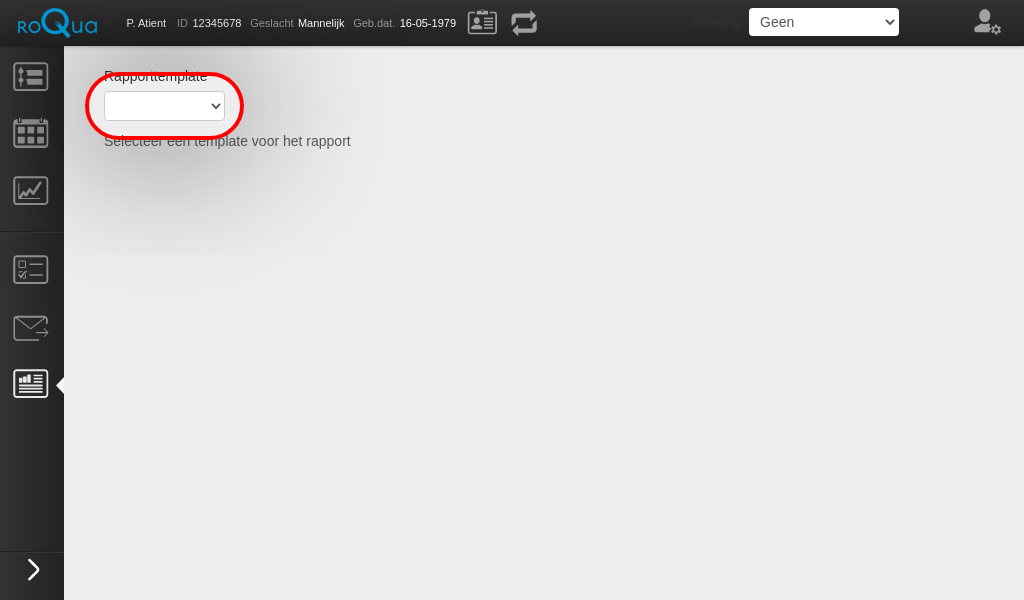 roQua P. Atient ID 12345678 Geslacht Mannelijk Geb.dat. 16-05-1979 Afdeling Geen
Rapporttemplate
Selecteer een template voor het rapport